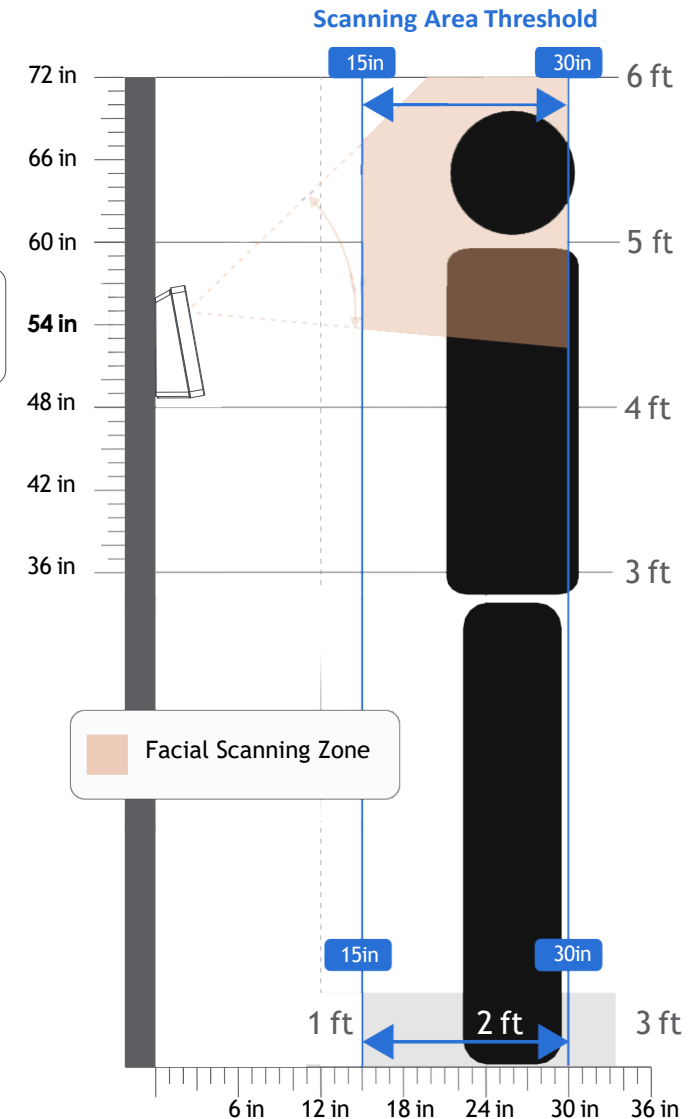 Scanning Area Threshold
15in 30in
72 in 6 ft
66 in
60 in 5 ft
54 in
48 in 4 ft
42 in
36 in 3 ft
Facial Scanning Zone
15in 30in
1 ft 2 ft 3 ft
6 in 12 in 18 in 24 in 30 in 36 in